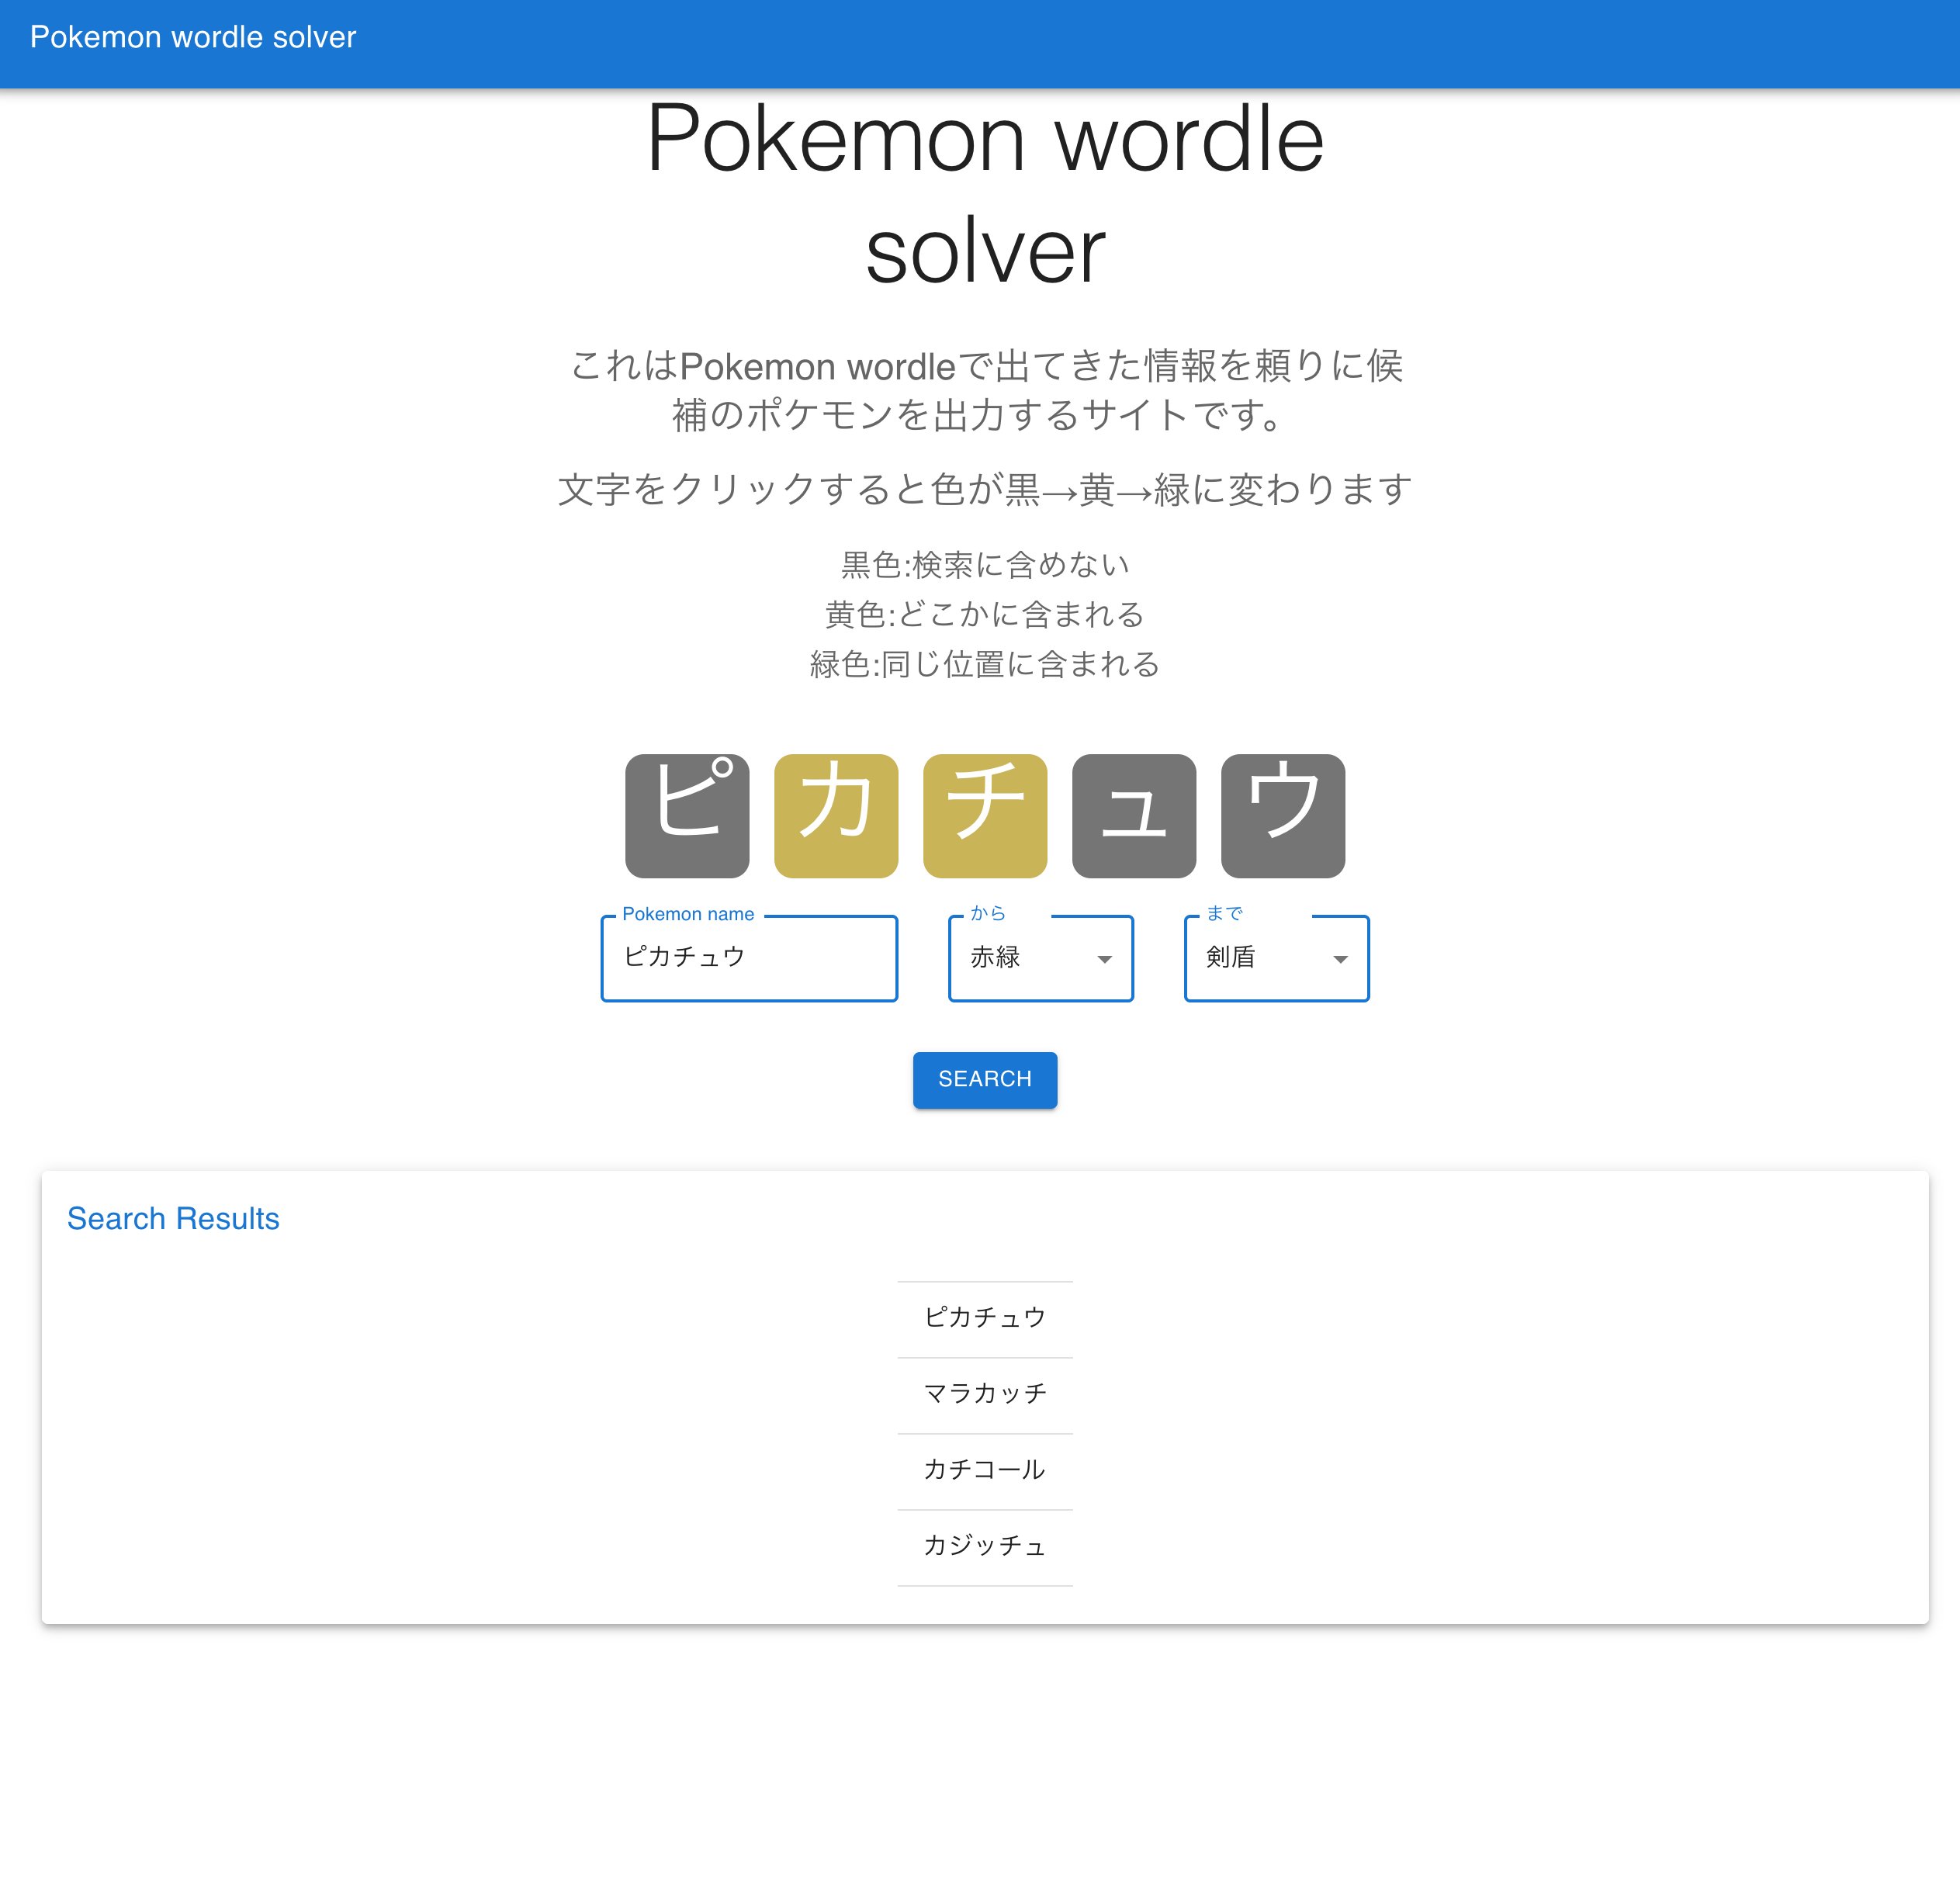 Pokemon wordle solver
Pokemon wordle
solver
これはPokemon wordleで出てきた情報を頼りに候
補のポケモンを出力するサイトです。
文字をクリックすると色が黒→黄→緑に変わります
黒色:検索に含めない
黄色:どこかに含まれる
緑色:同じ位置に含まれる
ピ カ チ ュ ウ
Pokemon name から まで
ピカチュウ 赤緑 剣盾
SEARCH
Search Results
ピカチュウ
マラカッチ
カチコール
カジッチュ